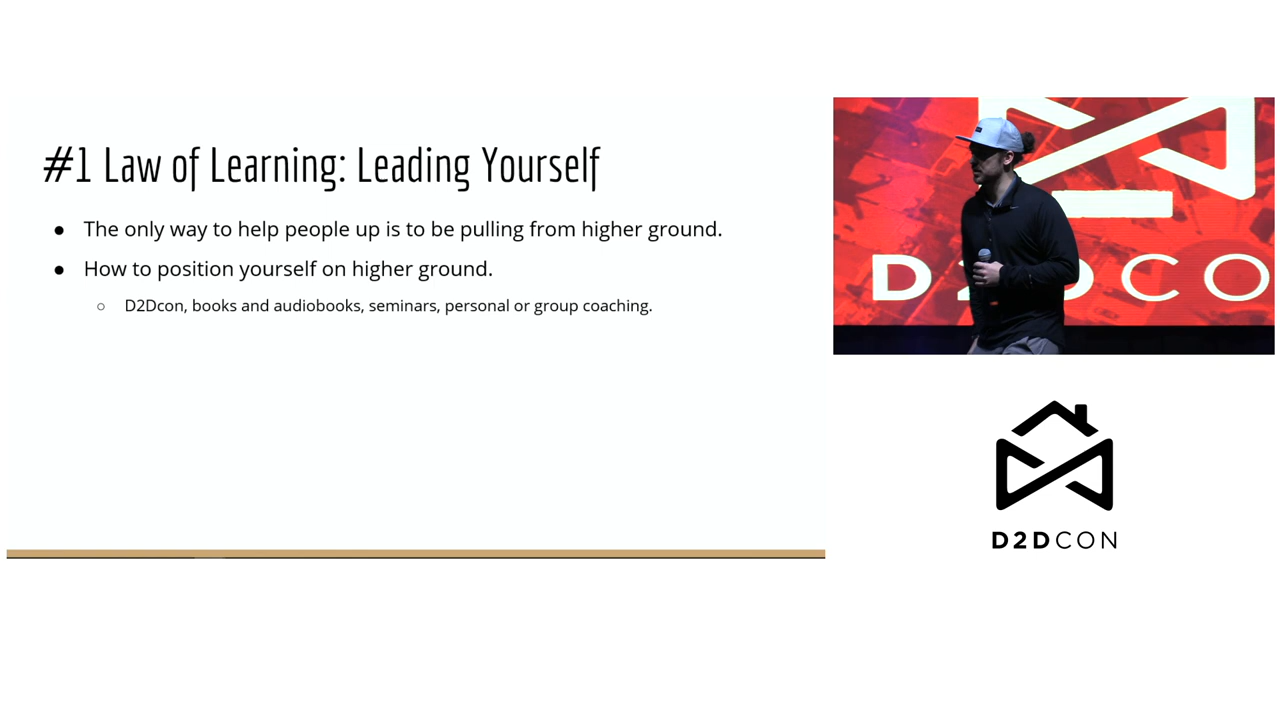 #1 Law of Learning: Leading Yourself
● The only way to help people up is to be pulling from higher ground.
● How to position yourself on higher ground.
○ D2Dcon, books and audiobooks, seminars, personal or group coaching.
D2DCO
D2DCON